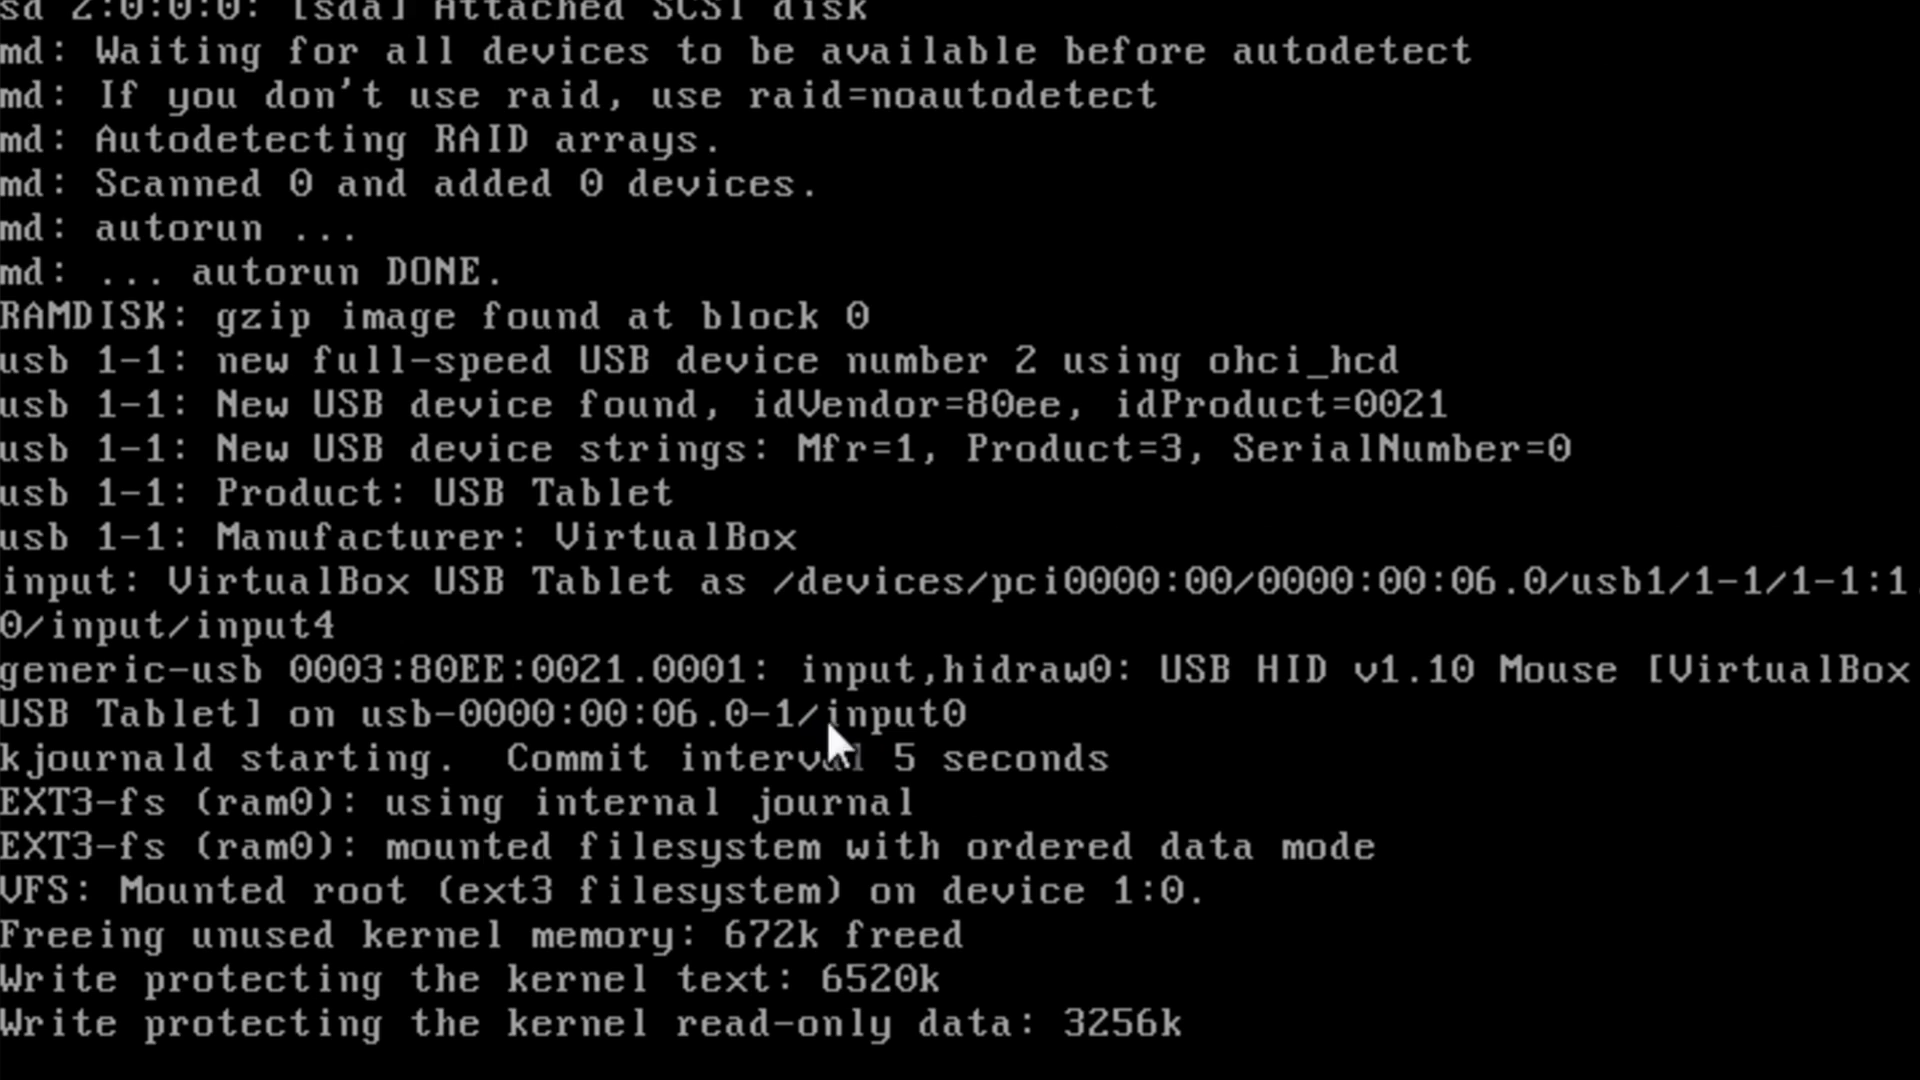 sd 2:0:0:0: [sda] Attached SCSI disk
md: Waiting for all devices to be available before autodetect
md: If you don't use raid, use raid=noautodetect
md: Autodetecting RAID arrays.
md: Scanned 0 and added 0 devices.
md: autorun ...
md: ... autorun DONE.
RAMDISK: gzip image found at block 0
usb 1-1: new full-speed USB device number 2 using ohci_hcd
usb 1-1: New USB device found, idVendor=80ee, idProduct=0021
usb 1-1: New USB device strings: Mfr=1, Product=3, SerialNumber=0
usb 1-1: Product: USB Tablet
usb 1-1: Manufacturer: VirtualBox
input: VirtualBox USB Tablet as /devices/pci0000:00/0000:00:06.0/usb1/1-1/1-1:1.
0/input/input4
generic-usb 0003:80EE:0021.0001: input,hidraw0: USB HID v1.10 Mouse [VirtualBox
USB Tablet] on usb-0000:00:06.0-1/input0
kjournald starting.  Commit interval 5 seconds
EXT3-fs (ram0): using internal journal
EXT3-fs (ram0): mounted filesystem with ordered data mode
VFS: Mounted root (ext3 filesystem) on device 1:0.
Freeing unused kernel memory: 672k freed
Write protecting the kernel text: 6520k
Write protecting the kernel read-only data: 3256k